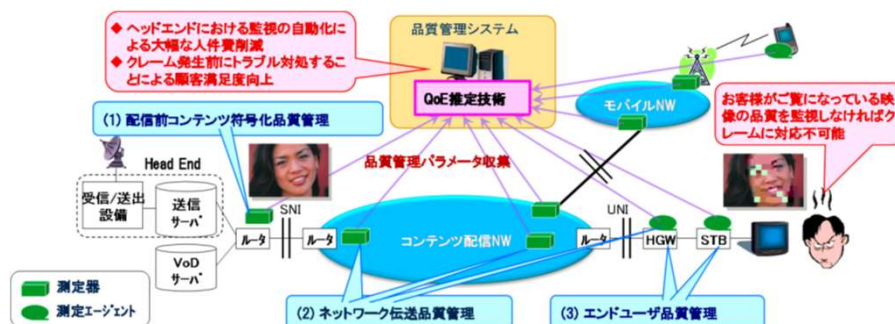 ◆ ヘッドエンドにおける監視の自動化に
よる大幅な人件費削減
◆ クレーム発生前にトラブル対処するこ
とによる顧客満足度向上
品質管理システム
QoE推定技術
モバイルNW
お客様がご覧になっている映
像の品質を監視しなければク
レームに対応不可能
(1) 配信前コンテンツ符号化品質管理
品質管理パラメータ収集
Head End
受信/送出
設備
送信
サーバ
VoD
サーバ
ルータ
SNI
ルータ
コンテンツ配信NW
UNI
ルータ
HGW
STB
測定器
測定エージェント
(2) ネットワーク伝送品質管理
(3) エンドユーザ品質管理